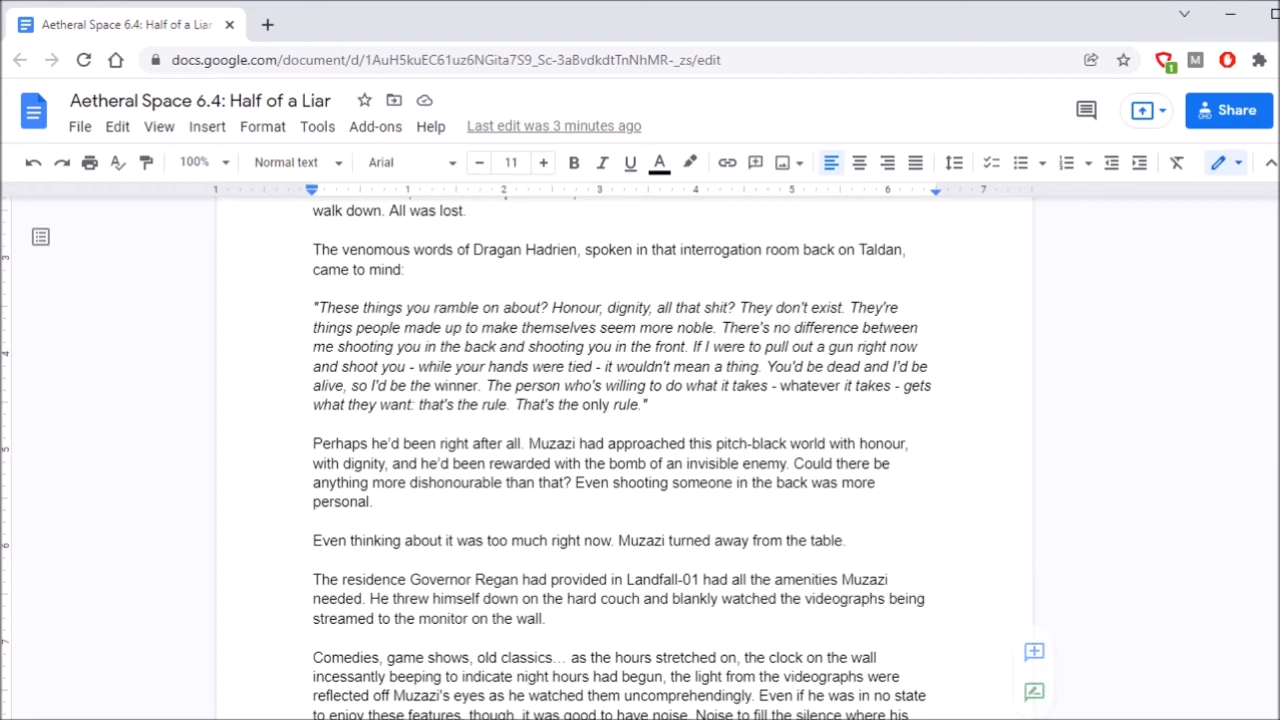 Aetheral Space 6.4: Half of a Liar
docs.google.com/document/d/1AuH5kuEC61uz6NGita7S9_Sc-3aBvdkdtTnNhMR-_zs/edit
1
M
Aetheral Space 6.4: Half of a Liar
Share
File Edit View Insert Format Tools Add-ons Help Last edit was 3 minutes ago
100% Normal text Arial 11 B I U A
1 1 2 3 4 5 6 7
walk down. All was lost.
The venomous words of Dragan Hadrien, spoken in that interrogation room back on Taldan,
came to mind:
"These things you ramble on about? Honour, dignity, all that shit? They don't exist. They're
things people made up to make themselves seem more noble. There's no difference between
me shooting you in the back and shooting you in the front. If I were to pull out a gun right now
and shoot you - while your hands were tied - it wouldn't mean a thing. You'd be dead and I'd be
alive, so I'd be the winner. The person who's willing to do what it takes - whatever it takes - gets
what they want: that's the rule. That's the only rule."
Perhaps he'd been right after all. Muzazi had approached this pitch-black world with honour,
with dignity, and he'd been rewarded with the bomb of an invisible enemy. Could there be
anything more dishonourable than that? Even shooting someone in the back was more
personal.
Even thinking about it was too much right now. Muzazi turned away from the table.
The residence Governor Regan had provided in Landfall-01 had all the amenities Muzazi
needed. He threw himself down on the hard couch and blankly watched the videographs being
streamed to the monitor on the wall.
Comedies, game shows, old classics… as the hours stretched on, the clock on the wall
incessantly beeping to indicate night hours had begun, the light from the videographs were
reflected off Muzazi's eyes as he watched them uncomprehendingly. Even if he was in no state
to enjoy these features, though, it was good to have noise. Noise to fill the silence where his
3
4
5
6
7